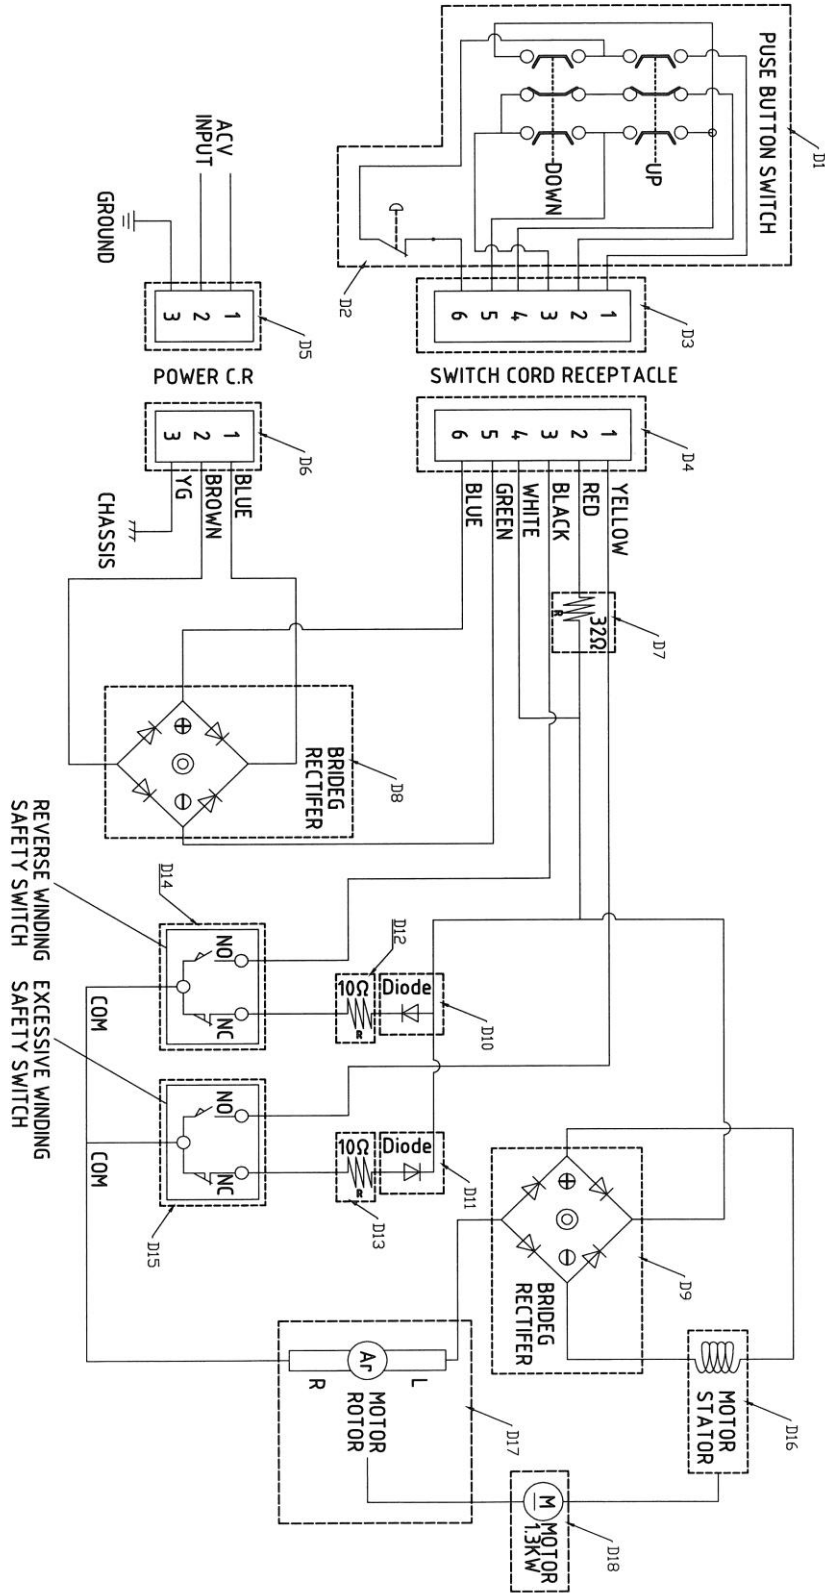 D1
PUSE BUTTON SWITCH
UP
DOWN
D2
ACV
INPUT
GROUND
1
2
3
4
5
6
D3
1
2
3
D5
SWITCH CORD RECEPTACLE
POWER C.R
1
2
3
4
5
6
D4
1
2
3
D6
YELLOW
RED
BLACK
WHITE
GREEN
BLUE
BLUE
BROWN
YG
CHASSIS
32Ω
R
D7
BRIDEG
RECTIFER
D8
D14
REVERSE WINDING
SAFETY SWITCH
NO
NC
COM
D12
10Ω
R
Diode
D10
EXCESSIVE WINDING
SAFETY SWITCH
NO
NC
COM
D15
10Ω
R
D13
Diode
D11
BRIDEG
RECTIFER
D9
MOTOR
STATOR
D16
Ar
L
R
MOTOR
ROTOR
D17
M
MOTOR
1.3KW
D18